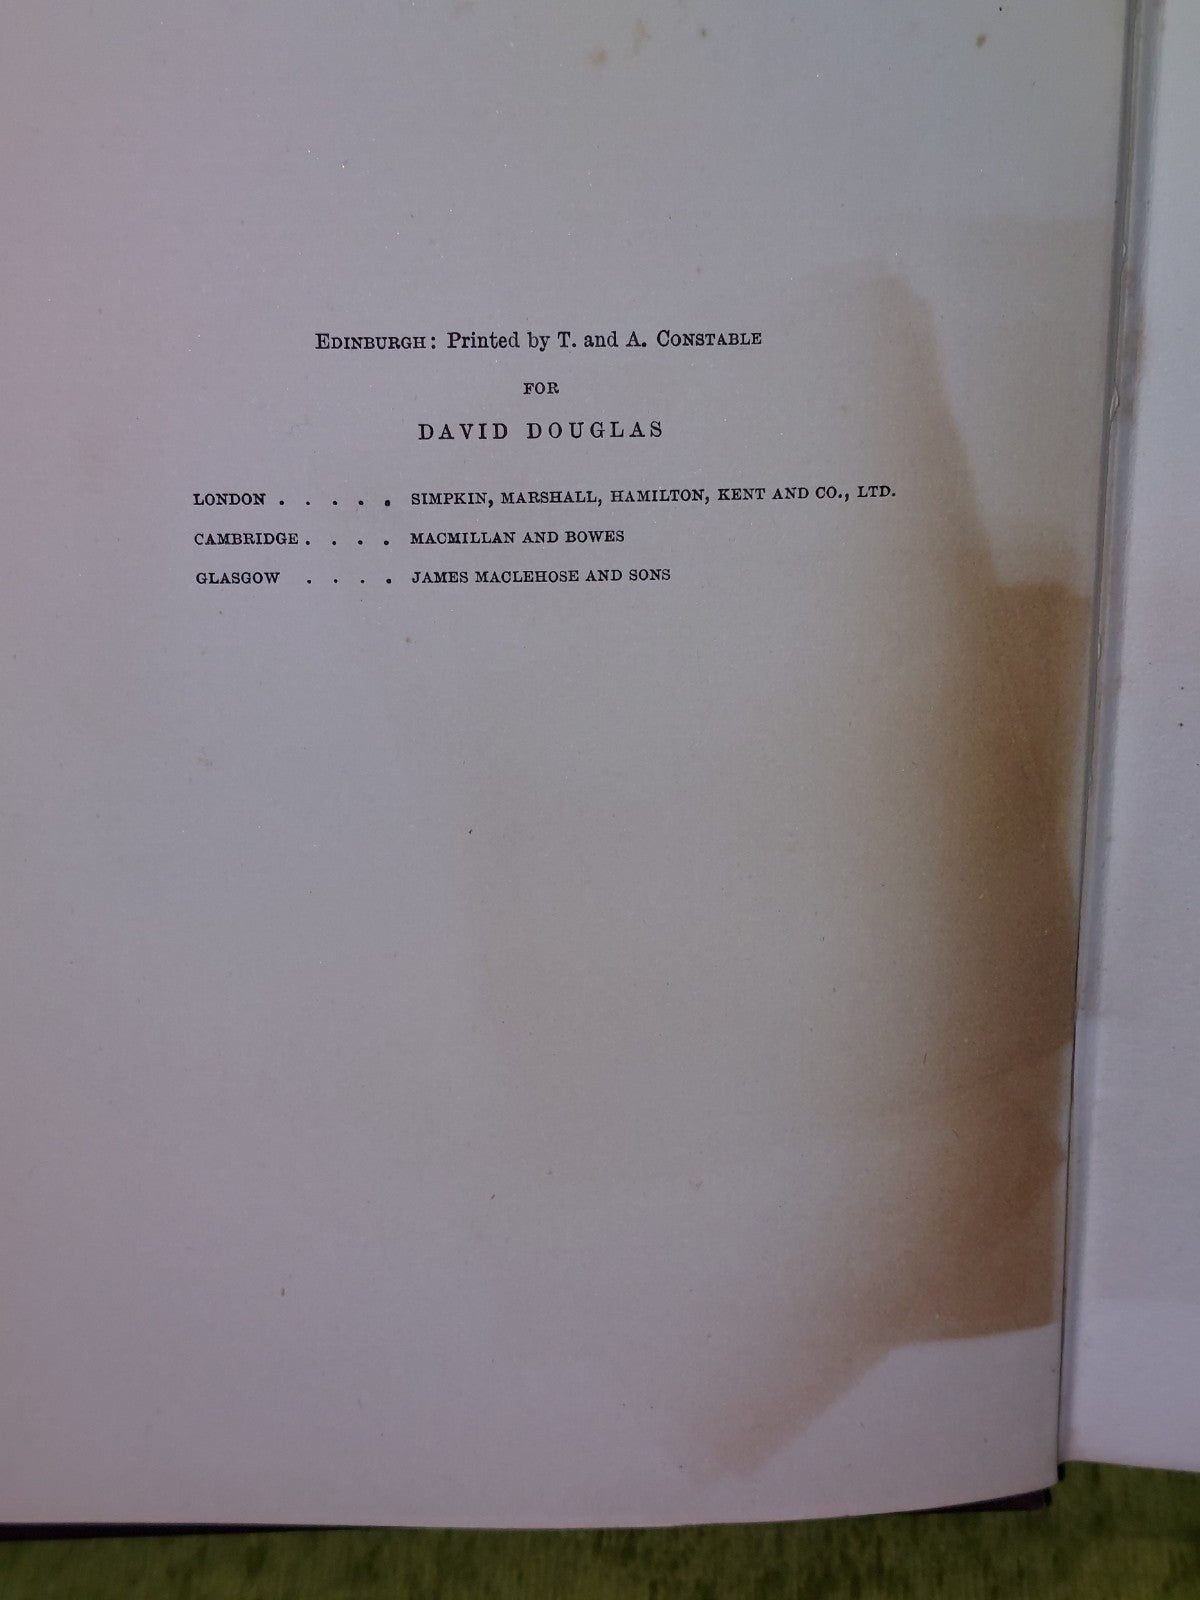 EDINBURGH: Printed by T. and A. CONSTABLE
FOR
DAVID DOUGLAS
LONDON . . . . . SIMPKIN, MARSHALL, HAMILTON, KENT AND CO., LTD.
CAMBRIDGE . . . . MACMILLAN AND BOWES
GLASGOW . . . . JAMES MACLEHOSE AND SONS